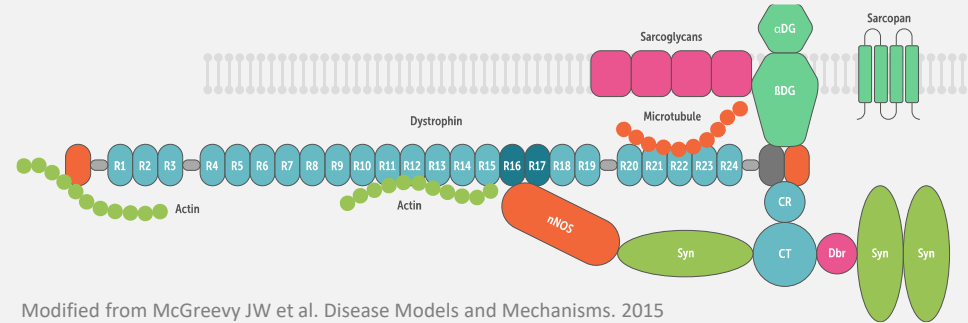 αDG
Sarcopan
Sarcoglycans
ßDG
Dystrophin
Microtubule
R1 R2 R3 R4 R5 R6 R7 R8 R9 R10 R11 R12 R13 R14 R15 R16 R17 R18 R19 R20 R21 R22 R23 R24
Actin
Actin
CR
nNOS
Syn
CT
Dbr
Syn
Syn
Modified from McGreevy JW et al. Disease Models and Mechanisms. 2015